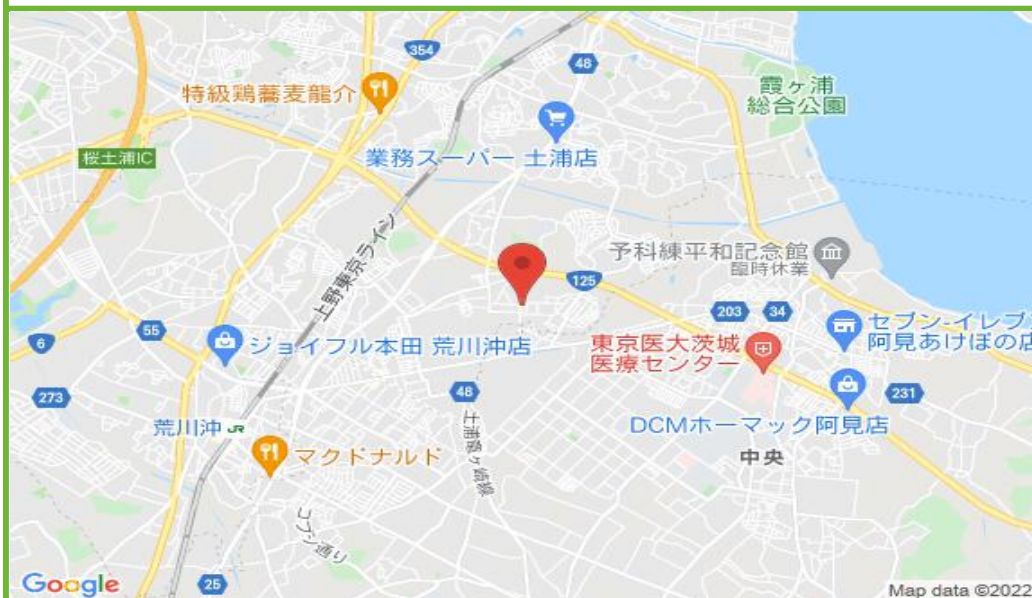 354
48
霞ヶ浦
総合公園
特級鶏蕎麦龍介
桜土浦IC
業務スーパー 土浦店
上野東京ライン
予科練平和記念館
臨時休業
125
203
34
セブン-イレブ
阿見あけぼの店
6
55
ジョイフル本田 荒川沖店
東京医大茨城
医療センター
273
48
231
土浦竜ヶ崎線
DCMホーマック阿見店
荒川沖 JR
マクドナルド
中央
コブシ通り
25
Google
Map data ©2022